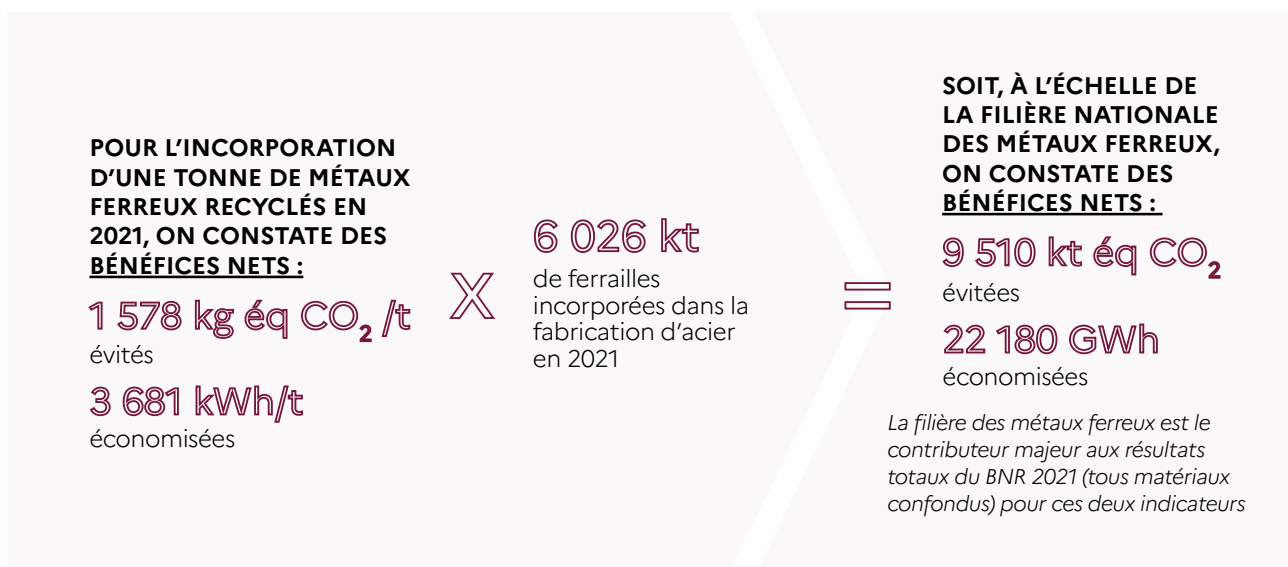 POUR L’INCORPORATION
D’UNE TONNE DE MÉTAUX
FERREUX RECYCLÉS EN
2021, ON CONSTATE DES
BÉNÉFICES NETS :
1 578 kg éq CO₂ /t
évités
3 681 kWh/t
économisées
X
6 026 kt
de ferrailles
incorporées dans la
fabrication d’acier
en 2021
=
SOIT, À L’ÉCHELLE DE
LA FILIÈRE NATIONALE
DES MÉTAUX FERREUX,
ON CONSTATE DES
BÉNÉFICES NETS :
9 510 kt éq CO₂
évitées
22 180 GWh
économisées
La filière des métaux ferreux est le
contributeur majeur aux résultats
totaux du BNR 2021 (tous matériaux
confondus) pour ces deux indicateurs